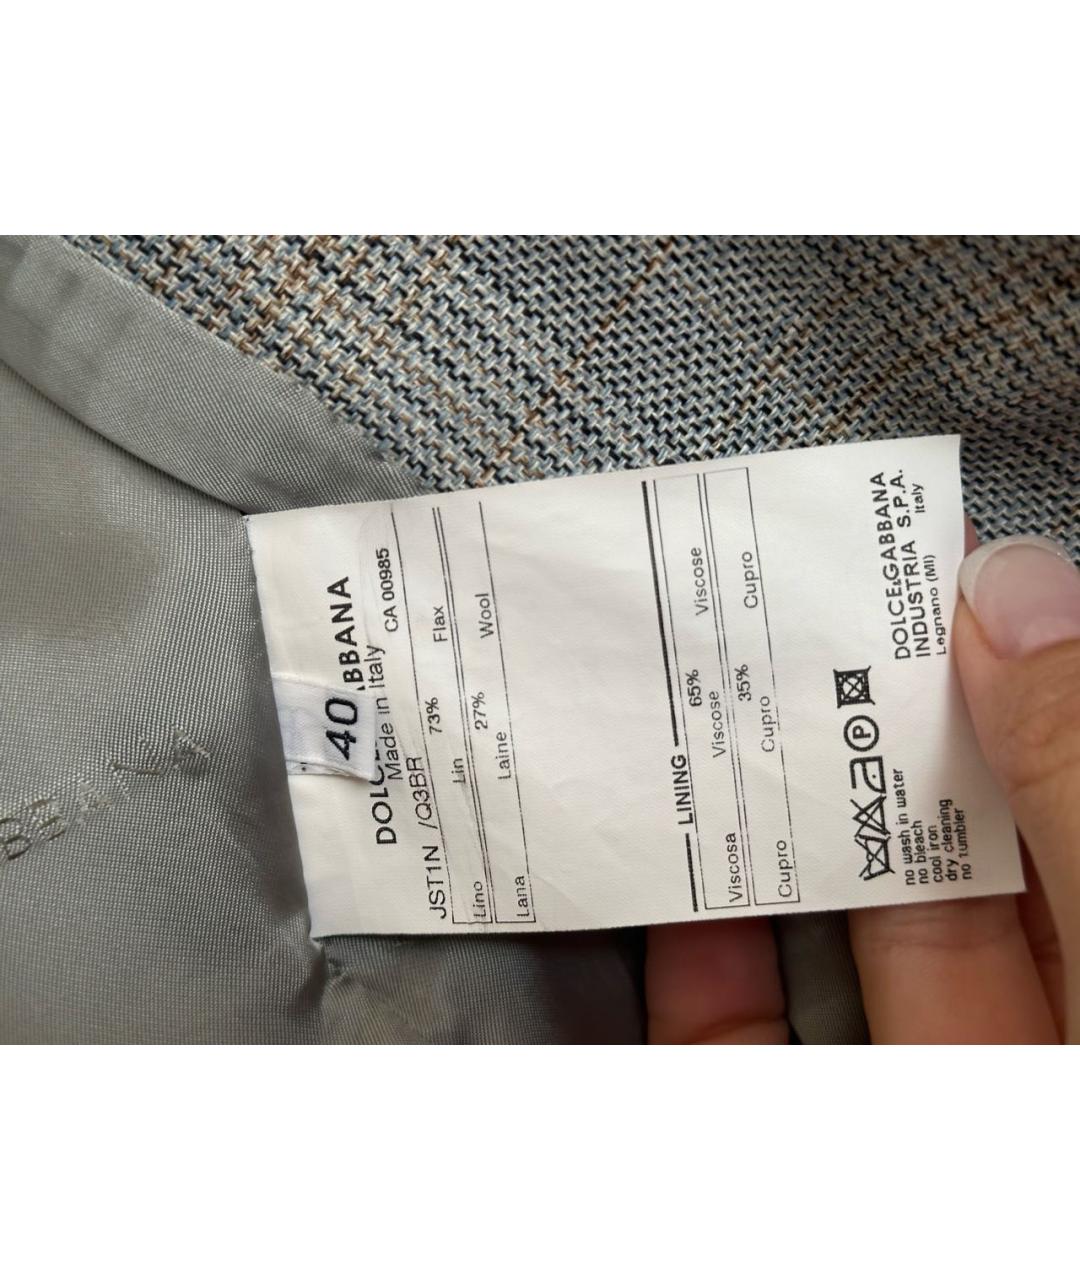 40
DOLC BBANA
Made in Italy CA 00985
JST1N /Q3BR
73%
Lino Lin Flax
27%
Lana Laine Wool
LINING
65%
Viscosa Viscose Viscose
35%
Cupro Cupro Cupro
P
no wash in water
no bleach
cool iron
dry cleaning
no tumbler
DOLCE&GABBANA
INDUSTRIA S.P.A.
Legnano (MI) Italy